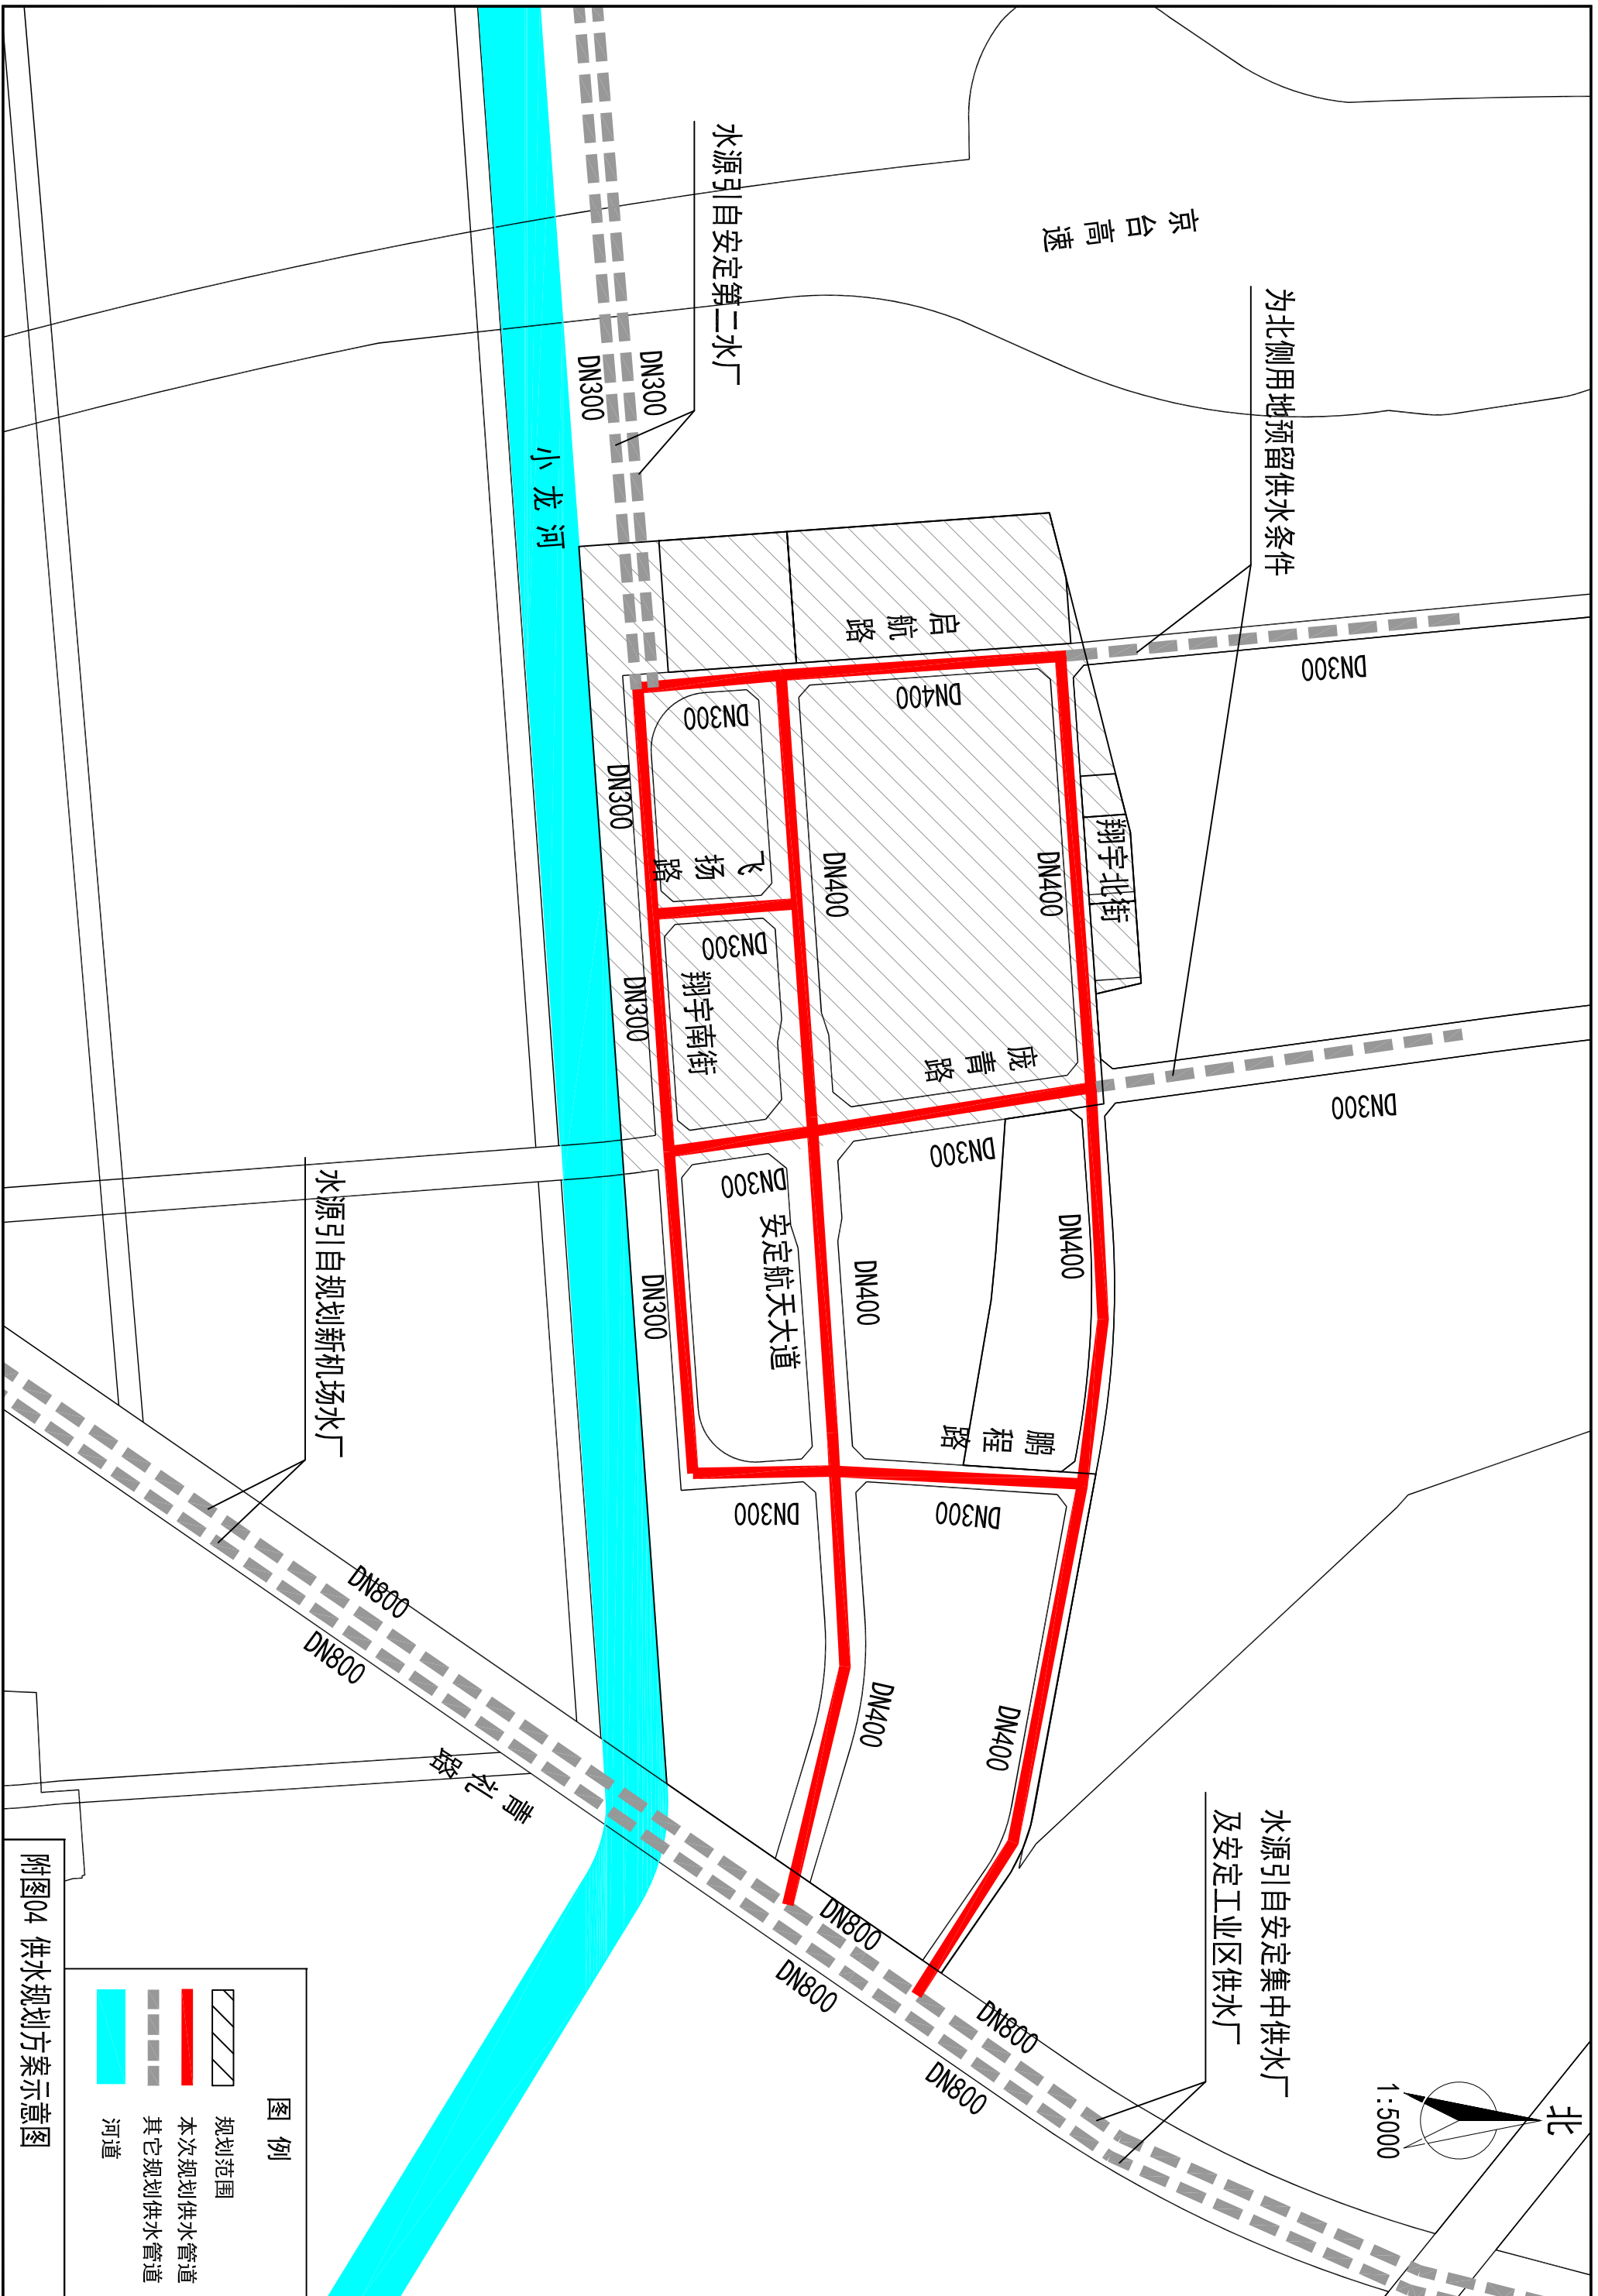 北
1:5000
京台高速
为北侧用地预留供水条件
DN300
DN300
水源引自安定集中供水厂
及安定工业区供水厂
水源引自安定第二水厂
DN300
DN300
启航路
翔宇北街
DN400
DN400
DN400
DN400
DN300
DN300
飞扬路
DN300
DN300
翔宇南街
DN300
庞青路
DN300
DN300
安定航天大道
DN400
DN300
鹏程路
DN300
DN300
DN400
DN400
小龙河
DN800
DN800
DN800
DN800
水源引自规划新机场水厂
DN800
DN800
青礼路
图例
规划范围
本次规划供水管道
其它规划供水管道
河道
附图04 供水规划方案示意图